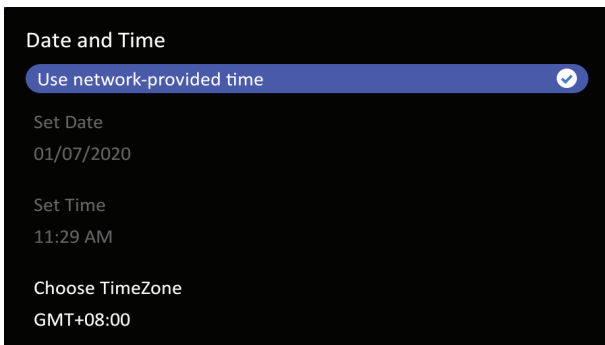 Date and Time
Use network-provided time
Set Date
01/07/2020
Set Time
11:29 AM
Choose TimeZone
GMT+08:00